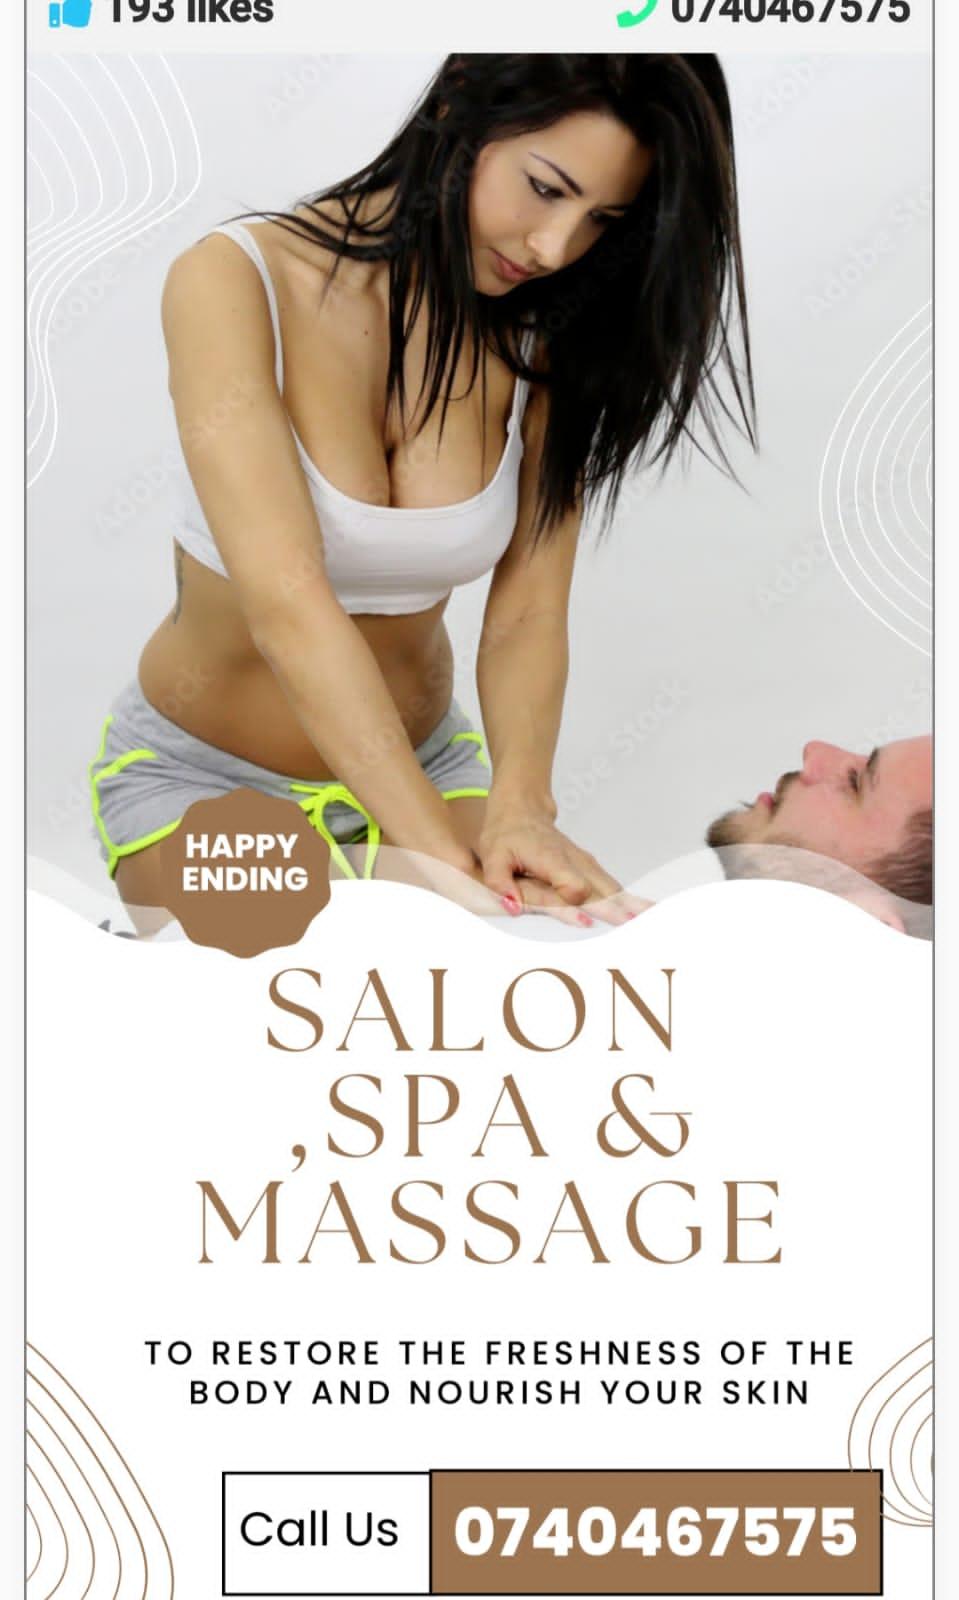 193 likes
0740467575
HAPPY
ENDING
SALON
,SPA &
MASSAGE
TO RESTORE THE FRESHNESS OF THE
BODY AND NOURISH YOUR SKIN
Call Us
0740467575
Adobe Stock